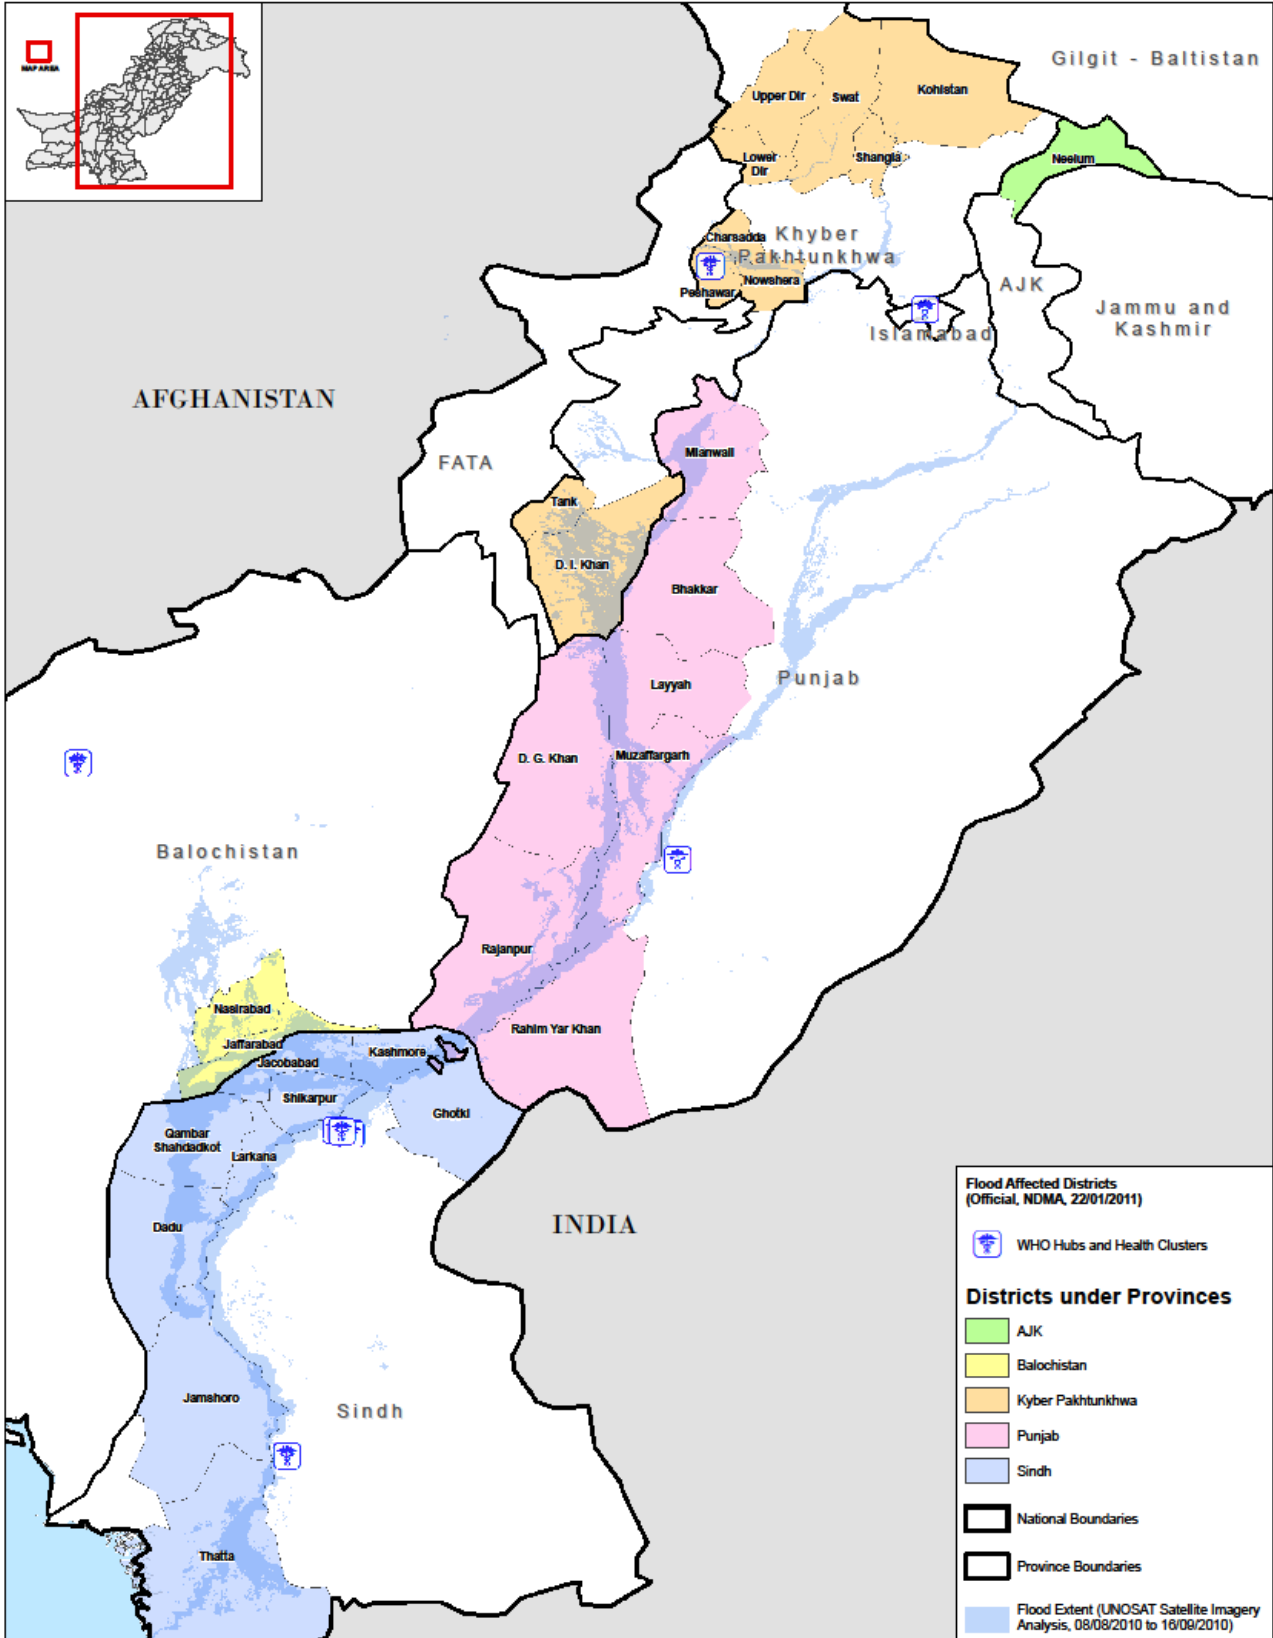 MAP AREA
Gilgit - Baltistan
Upper Dir
Swat
Kohistan
Lower
Dir
Shangla
Neelum
Charsadda
Khyber
Pakhtunkhwa
Peshawar
Nowshera
AJK
Islamabad
Jammu and
Kashmir
AFGHANISTAN
FATA
Mianwali
Tank
D. I. Khan
Bhakkar
Layyah
Punjab
D. G. Khan
Muzaffargarh
Balochistan
Rajanpur
Nasirabad
Rahim Yar Khan
Jaffarabad
Kashmore
Jacobabad
Shikarpur
Ghotki
Qambar
Shahdadkot
Larkana
Dadu
INDIA
Jamshoro
Sindh
Thatta
Flood Affected Districts
(Official, NDMA, 22/01/2011)
WHO Hubs and Health Clusters
Districts under Provinces
AJK
Balochistan
Kyber Pakhtunkhwa
Punjab
Sindh
National Boundaries
Province Boundaries
Flood Extent (UNOSAT Satellite Imagery
Analysis, 08/08/2010 to 16/09/2010)